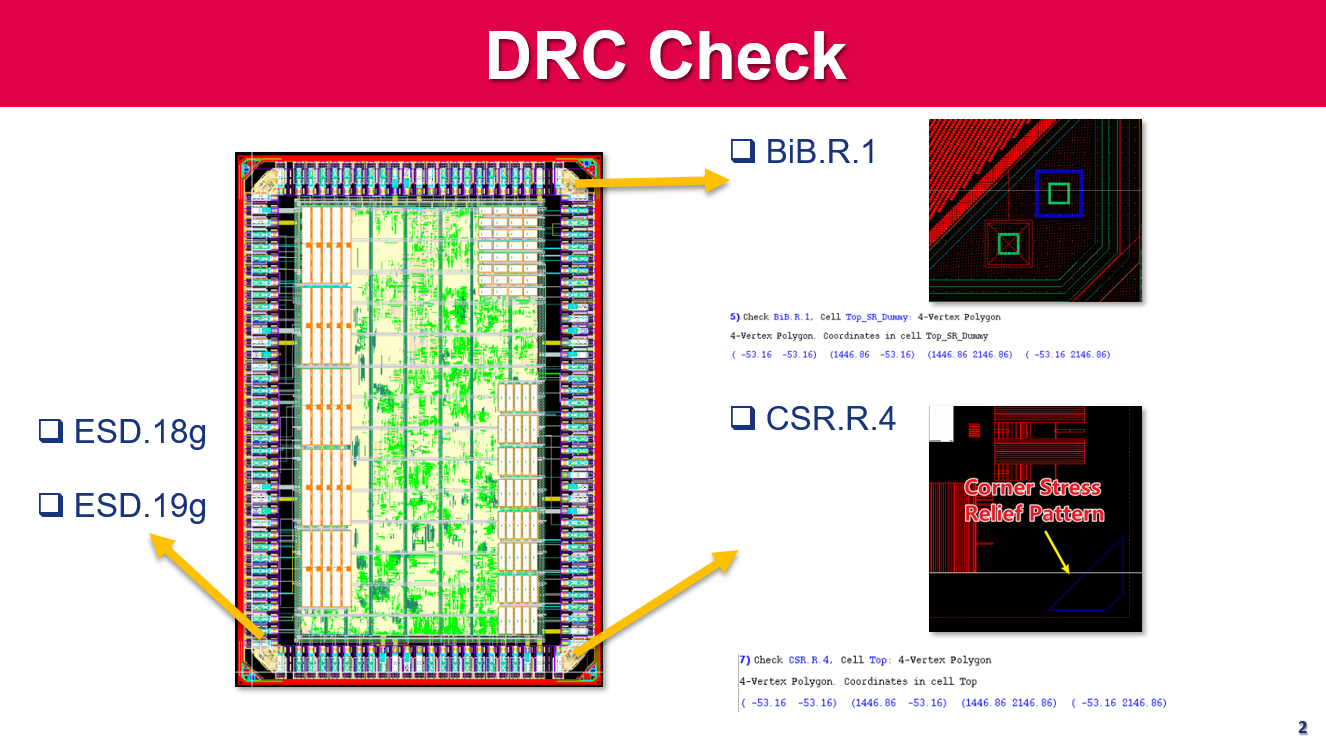 DRC Check
❑ BiB.R.1
5) Check BiB.R.1, Cell Top_SR_Dummy: 4-Vertex Polygon
4-Vertex Polygon. Coordinates in cell Top_SR_Dummy
( -53.16 -53.16) (1446.86 -53.16) (1446.86 2146.86) ( -53.16 2146.86)
❑ ESD.18g
❑ ESD.19g
❑ CSR.R.4
Corner Stress
Relief Pattern
7) Check CSR.R.4, Cell Top: 4-Vertex Polygon
4-Vertex Polygon. Coordinates in cell Top
( -53.16 -53.16) (1446.86 -53.16) (1446.86 2146.86) ( -53.16 2146.86)
2